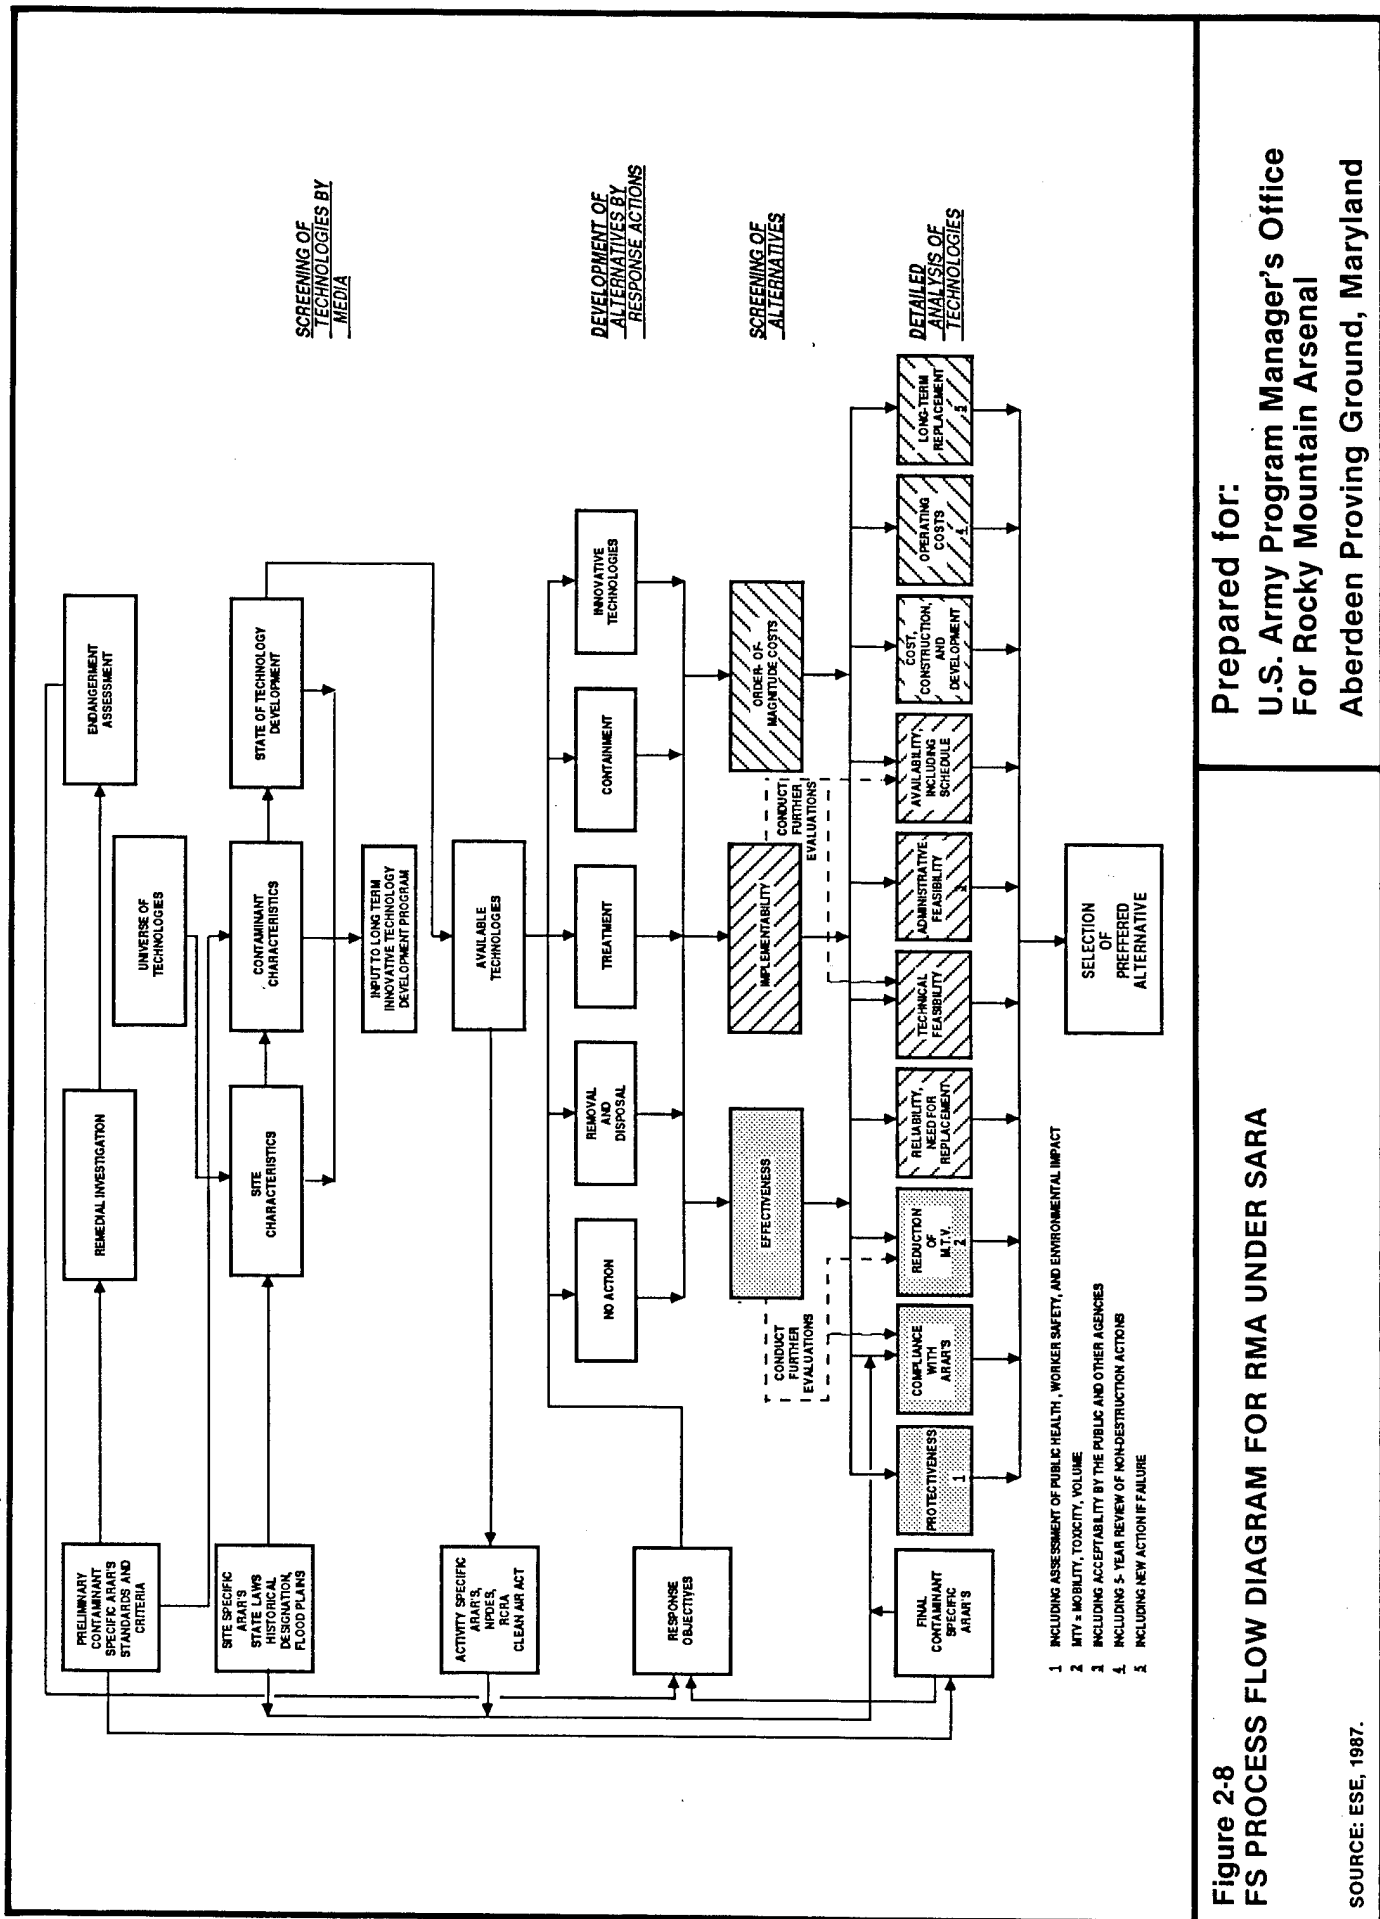 PRELIMINARY
CONTAMINANT
SPECIFIC ARAR'S
STANDARDS AND
CRITERIA
REMEDIAL INVESTIGATION
ENDANGERMENT
ASSESSMENT
UNIVERSE OF
TECHNOLOGIES
SITE SPECIFIC
ARAR'S
STATE LAWS
HISTORICAL
DESIGNATION,
FLOOD PLAINS
SITE
CHARACTERISTICS
CONTAMINANT
CHARACTERISTICS
STATE OF TECHNOLOGY
DEVELOPMENT
SCREENING OF
TECHNOLOGIES BY
MEDIA
INPUT TO LONG TERM
INNOVATIVE TECHNOLOGY
DEVELOPMENT PROGRAM
ACTIVITY SPECIFIC
ARAR'S,
NPDES,
RCRA
CLEAN AIR ACT
AVAILABLE
TECHNOLOGIES
RESPONSE
OBJECTIVES
NO ACTION
REMOVAL
AND
DISPOSAL
TREATMENT
CONTAINMENT
INNOVATIVE
TECHNOLOGIES
DEVELOPMENT OF
ALTERNATIVES BY
RESPONSE ACTIONS
EFFECTIVENESS
IMPLEMENTABILITY
ORDER-OF-
MAGNITUDE COSTS
SCREENING OF
ALTERNATIVES
CONDUCT
FURTHER
EVALUATIONS
CONDUCT
FURTHER
EVALUATIONS
FINAL
CONTAMINANT
SPECIFIC
ARAR'S
PROTECTIVENESS
1
COMPLIANCE
WITH
ARAR'S
REDUCTION
OF
M.T.V.
2
RELIABILITY,
NEED FOR
REPLACEMENT
TECHNICAL
FEASIBILITY
ADMINISTRATIVE
FEASIBILITY
3
AVAILABILITY,
INCLUDING
SCHEDULE
COST,
CONSTRUCTION,
AND
DEVELOPMENT
OPERATING
COSTS
4
LONG-TERM
REPLACEMENT
5
DETAILED
ANALYSIS OF
TECHNOLOGIES
SELECTION
OF
PREFFERED
ALTERNATIVE
1 INCLUDING ASSESSMENT OF PUBLIC HEALTH , WORKER SAFETY, AND ENVIRONMENTAL IMPACT
2 MTV = MOBILITY, TOXICITY, VOLUME
3 INCLUDING ACCEPTABILITY BY THE PUBLIC AND OTHER AGENCIES
4 INCLUDING 5- YEAR REVIEW OF NON-DESTRUCTION ACTIONS
5 INCLUDING NEW ACTION IF FAILURE
Figure 2-8
FS PROCESS FLOW DIAGRAM FOR RMA UNDER SARA
SOURCE: ESE, 1987.
Prepared for:
U.S. Army Program Manager's Office
For Rocky Mountain Arsenal
Aberdeen Proving Ground, Maryland